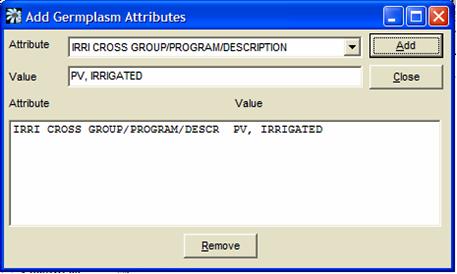 Add Germplasm Attributes
Attribute IRRI CROSS GROUP/PROGRAM/DESCRIPTION Add
Value PV, IRRIGATED Close
Attribute Value
IRRI CROSS GROUP/PROGRAM/DESCR PV, IRRIGATED
Remove